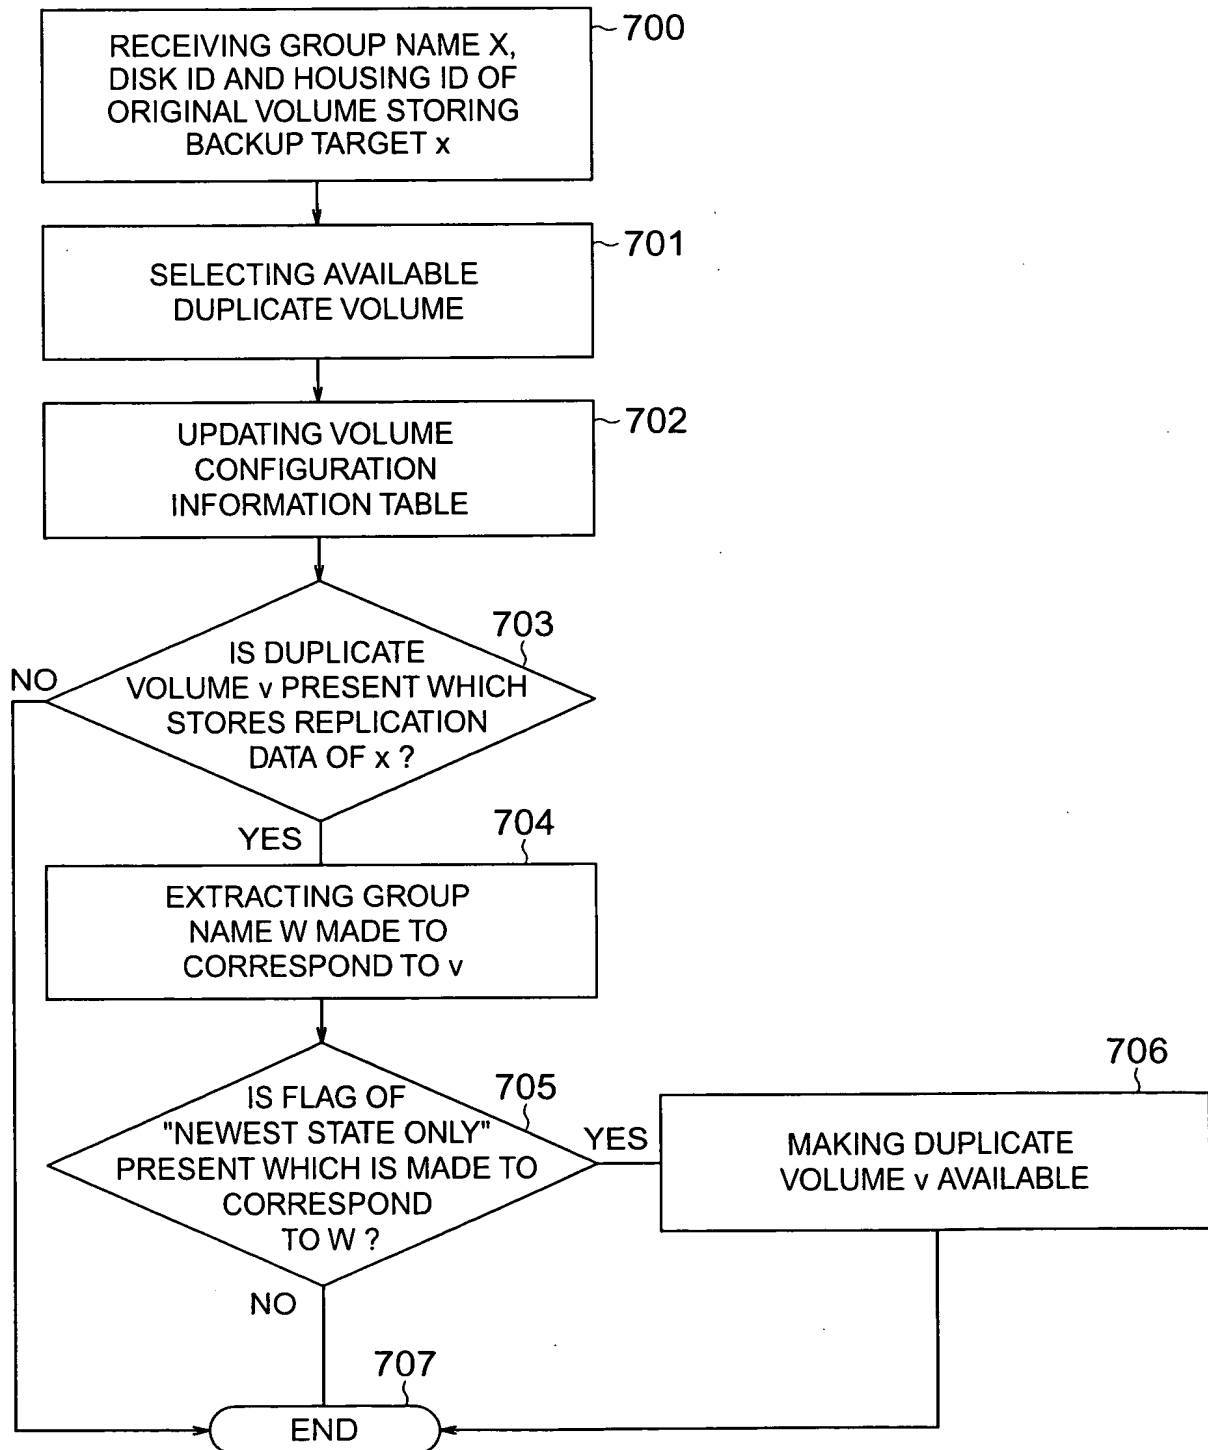 RECEIVING GROUP NAME X,
DISK ID AND HOUSING ID OF
ORIGINAL VOLUME STORING
BACKUP TARGET x
700
SELECTING AVAILABLE
DUPLICATE VOLUME
701
UPDATING VOLUME
CONFIGURATION
INFORMATION TABLE
702
703
IS DUPLICATE
VOLUME v PRESENT WHICH
STORES REPLICATION
DATA OF x ?
NO
YES
704
EXTRACTING GROUP
NAME W MADE TO
CORRESPOND TO v
705
IS FLAG OF
"NEWEST STATE ONLY"
PRESENT WHICH IS MADE TO
CORRESPOND
TO W ?
YES
706
MAKING DUPLICATE
VOLUME v AVAILABLE
NO
707
END